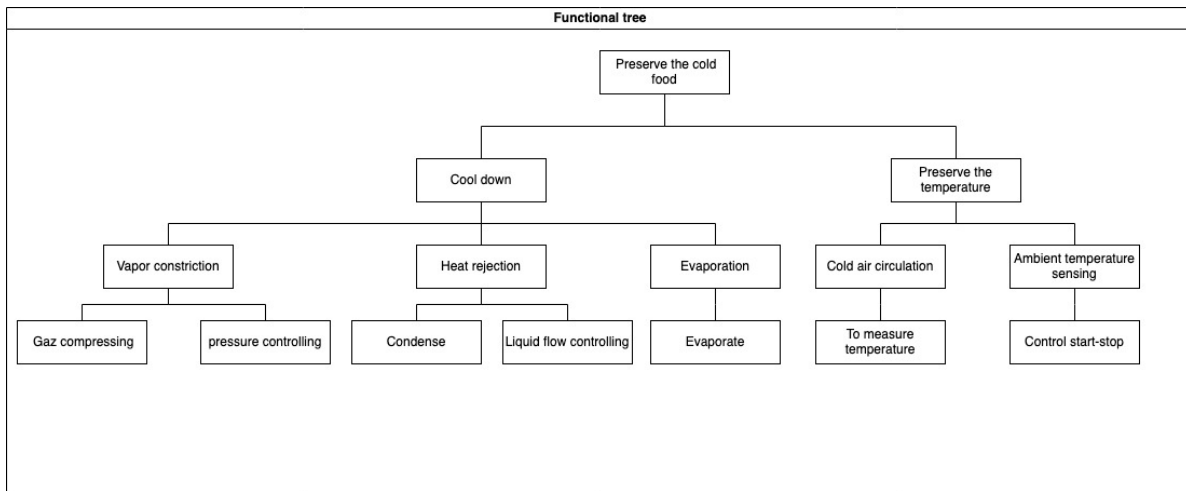 Functional tree
Preserve the cold
food
Cool down
Preserve the
temperature
Vapor constriction
Heat rejection
Evaporation
Cold air circulation
Ambient temperature
sensing
Gaz compressing
pressure controlling
Condense
Liquid flow controlling
Evaporate
To measure
temperature
Control start-stop